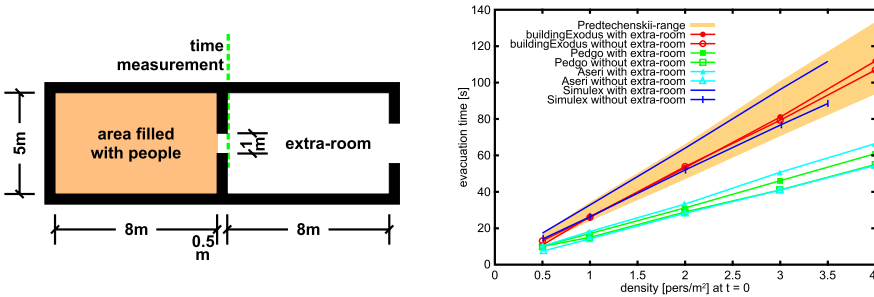 time
measurement
5m
area filled
with people
1
m
extra-room
8m
0.5
m
8m
evacuation time [s]
140
120
100
80
60
40
20
0
Predtechenskii-range
buildingExodus with extra-room
buildingExodus without extra-room
Pedgo with extra-room
Pedgo without extra-room
Aseri with extra-room
Aseri without extra-room
Simulex with extra-room
Simulex without extra-room
0 0.5 1 1.5 2 2.5 3 3.5 4
density [pers/m²] at t = 0